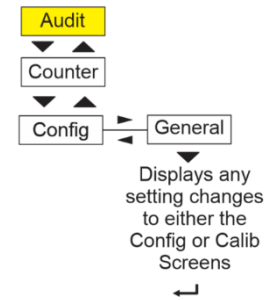 Audit
Counter
Config
General
Displays any
setting changes
to either the
Config or Calib
Screens